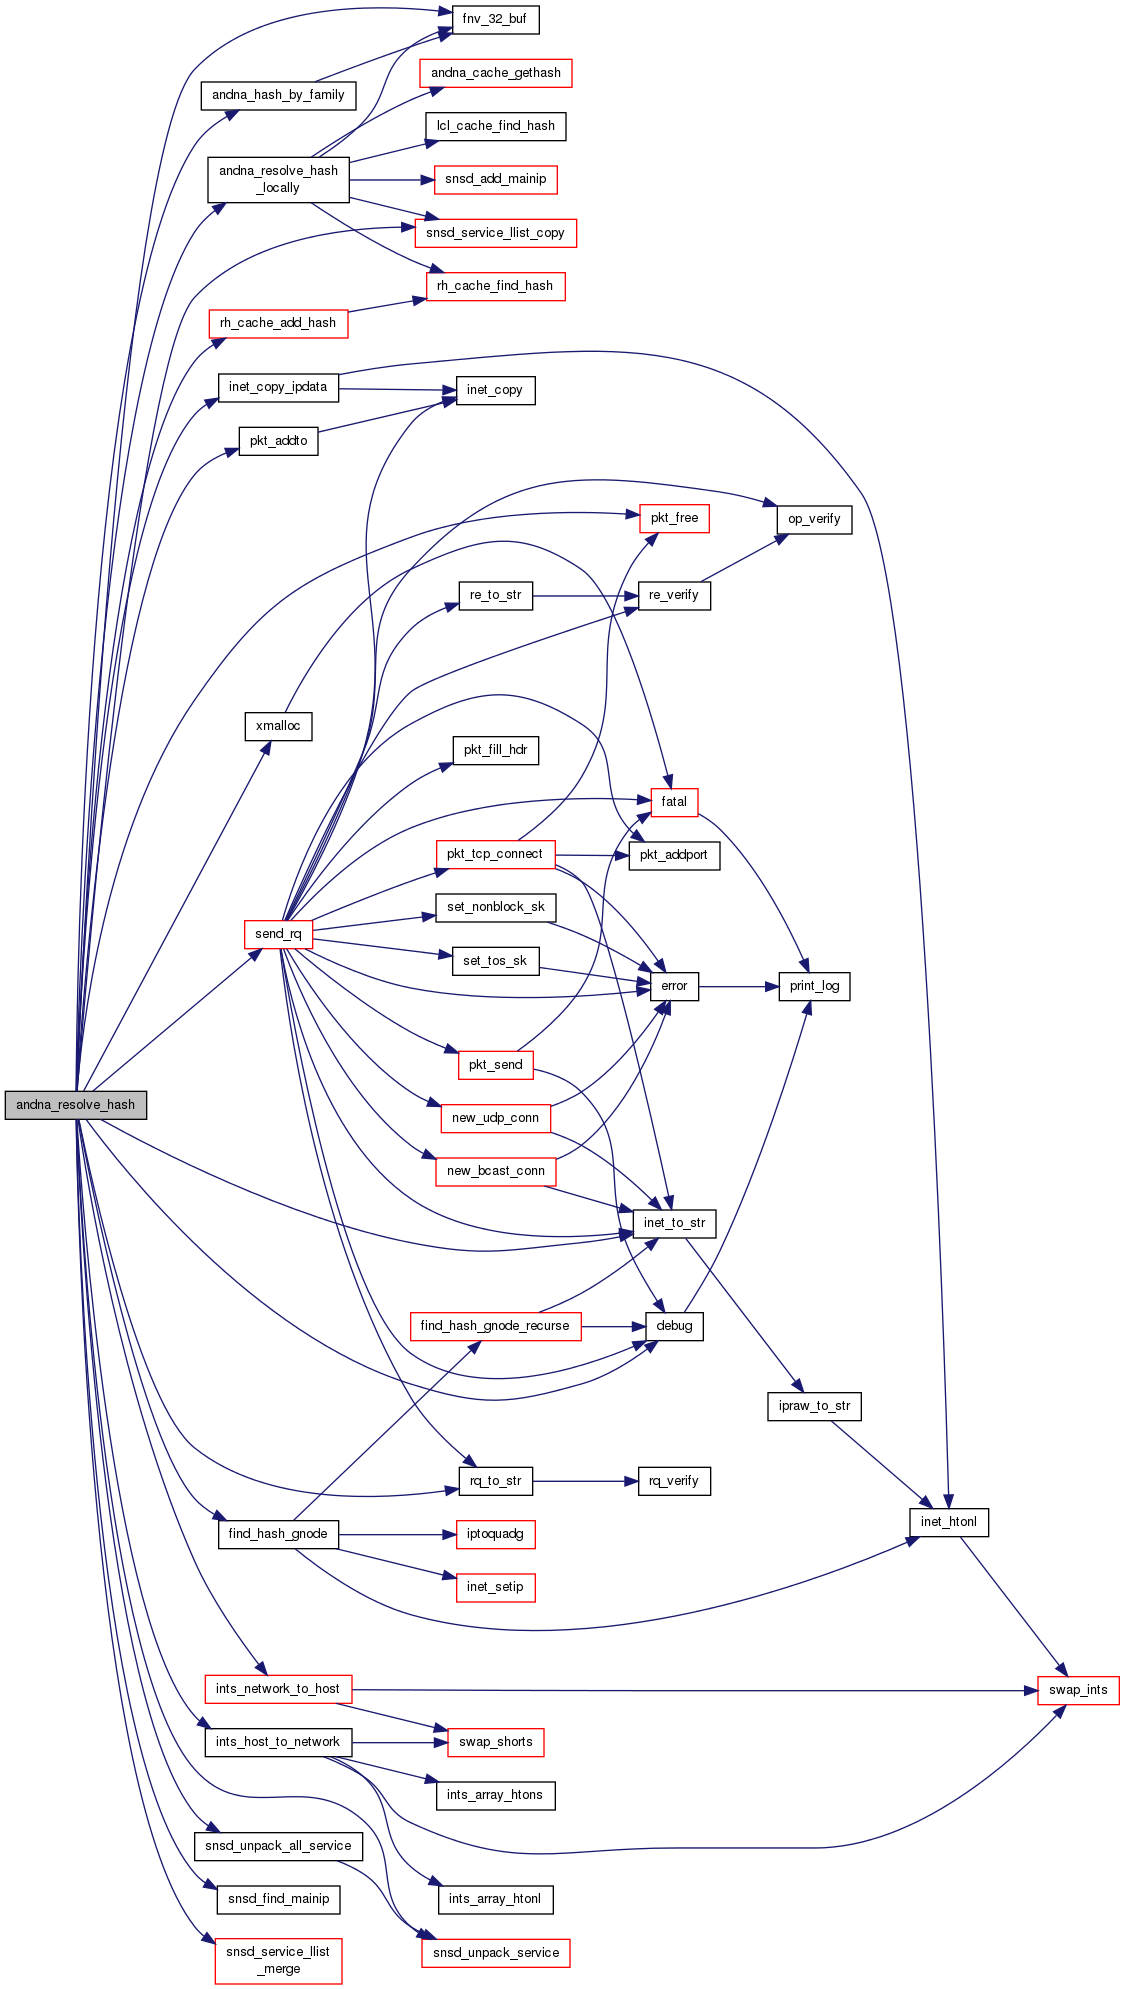 fnv_32_buf
andna_cache_gethash
andna_hash_by_family
lcl_cache_find_hash
andna_resolve_hash
_locally
snsd_add_mainip
snsd_service_llist_copy
rh_cache_find_hash
rh_cache_add_hash
inet_copy_ipdata
inet_copy
pkt_addto
pkt_free
op_verify
re_to_str
re_verify
xmalloc
pkt_fill_hdr
fatal
pkt_tcp_connect
pkt_addport
set_nonblock_sk
send_rq
set_tos_sk
error
print_log
pkt_send
andna_resolve_hash
new_udp_conn
new_bcast_conn
inet_to_str
find_hash_gnode_recurse
debug
ipraw_to_str
rq_to_str
rq_verify
inet_htonl
find_hash_gnode
iptoquadg
inet_setip
ints_network_to_host
swap_ints
ints_host_to_network
swap_shorts
ints_array_htons
snsd_unpack_all_service
snsd_find_mainip
ints_array_htonl
snsd_unpack_service
snsd_service_llist
_merge